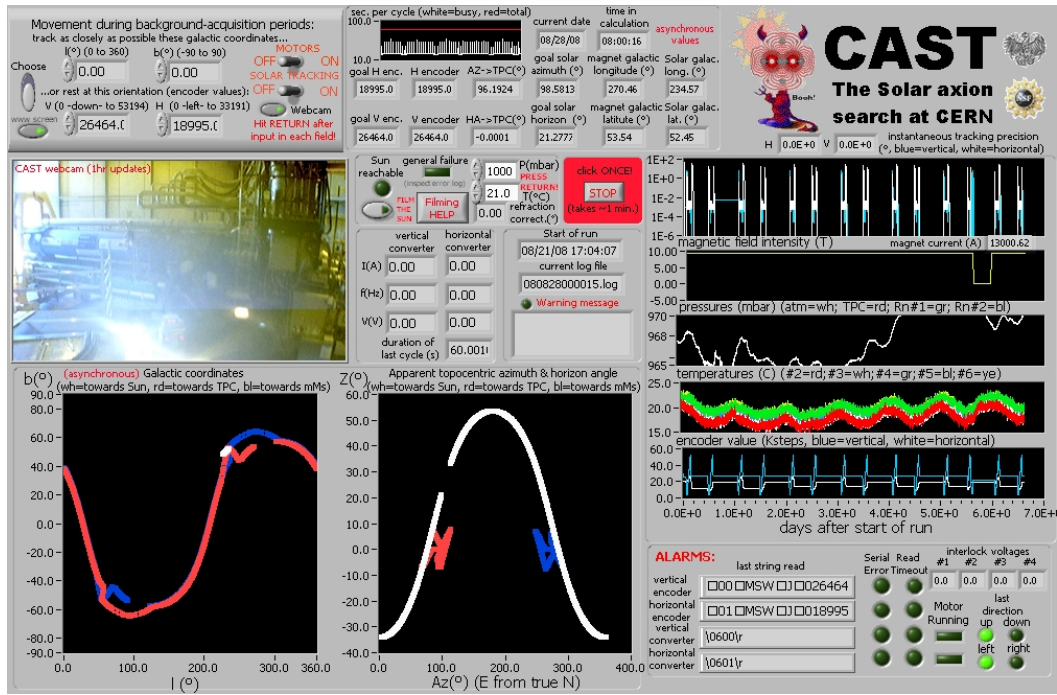 Movement during background-acquisition periods:
track as closely as possible these galactic coordinates...
l(°) (0 to 360)
b(°) (-90 to 90)
MOTORS
Choose
0.00
0.00
OFF
ON
SOLAR TRACKING
OFF
ON
...or rest at this orientation (encoder values):
V (0 -down- to 53194)
H (0 -left- to 33191)
Webcam
www screen
26464.0
18995.0
Hit RETURN after
input in each field!
sec. per cycle (white=busy, red=total)
100.0
10.0
current date
time in
calculation
08/28/08
08:00:16
asynchronous
values
goal H enc.
H encoder
AZ->TPC(°)
goal solar
azimuth (°)
magnet galactic
longitude (°)
Solar galac.
long. (°)
18995.0
18995.0
96.1924
98.5813
270.46
234.57
goal V enc.
V encoder
HA->TPC(°)
goal solar
horizon (°)
magnet galactic
latitude (°)
Solar galac.
lat. (°)
26464.0
26464.0
-0.0001
21.2777
53.54
52.45
Book!
CAST
The Solar axion
search at CERN
NSF
H 0.0E+0 V 0.0E+0
instantaneous tracking precision
(°, blue=vertical, white=horizontal)
CAST webcam (1hr updates)
Sun
reachable
general failure
(inspect error log)
1000
P(mbar)
PRESS
RETURN!
21.0
T(°C)
FILM
THE
SUN
Filming
HELP
0.00
refraction
correct.(°)
click ONCE!
STOP
(takes ~1 min.)
vertical
converter
horizontal
converter
I(A)
0.00
0.00
f(Hz)
0.00
0.00
V(V)
0.00
0.00
duration of
last cycle (s)
60.001
Start of run
08/21/08 17:04:07
current log file
080828000015.log
Warning message
1E+2
1E-2
1E-6
magnetic field intensity (T)
magnet current (A)
13000.62
10.00
5.00
0.00
-5.00
pressures (mbar) (atm=wh; TPC=rd; Rn#1=gr; Rn#2=bl)
970
968
965
temperatures (C) (#2=rd;#3=wh;#4=gr;#5=bl;#6=ye)
25.0
20.0
15.0
encoder value (Ksteps, blue=vertical, white=horizontal)
60.0
40.0
20.0
0.0
0.0E+0
1.0E+0
2.0E+0
3.0E+0
4.0E+0
5.0E+0
6.0E+0
7.0E+
days after start of run
b(°)
(asynchronous)
Galactic coordinates
(wh=towards Sun, rd=towards TPC, bl=towards mMs)
90.0
80.0
60.0
40.0
20.0
0.0
-20.0
-40.0
-60.0
-80.0
-90.0
0.0
100.0
200.0
300.0
360.0
l (°)
Z(°)
Apparent topocentric azimuth & horizon angle
(wh=towards Sun, rd=towards TPC, bl=towards mMs)
60.0
50.0
40.0
30.0
20.0
10.0
0.0
-10.0
-20.0
-30.0
-40.0
0.0
100.0
200.0
300.0
400.0
Az(°) (E from true N)
ALARMS:
last string read
vertical
encoder
□00□MSW□J□026464
horizontal
encoder
□01□MSW□J□018995
vertical
converter
\0600\r
horizontal
converter
\0601\r
Serial
Error
Read
Timeout
interlock voltages
#1
#2
#3
#4
0.0
0.0
0.0
0.0
Motor
Running
last
direction
up
down
left
right